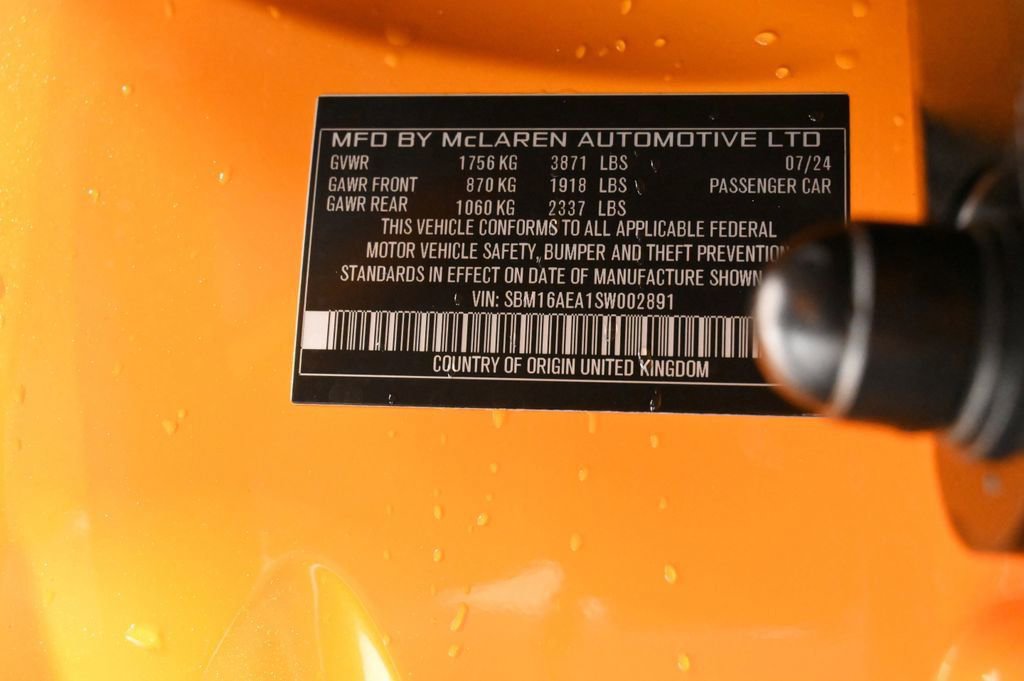 MFD BY McLAREN AUTOMOTIVE LTD
GVWR 1756 KG 3871 LBS 07/24
GAWR FRONT 870 KG 1918 LBS PASSENGER CAR
GAWR REAR 1060 KG 2337 LBS
THIS VEHICLE CONFORMS TO ALL APPLICABLE FEDERAL
MOTOR VEHICLE SAFETY, BUMPER AND THEFT PREVENTION
STANDARDS IN EFFECT ON DATE OF MANUFACTURE SHOWN
VIN: SBM16AEA1SW002891
COUNTRY OF ORIGIN UNITED KINGDOM